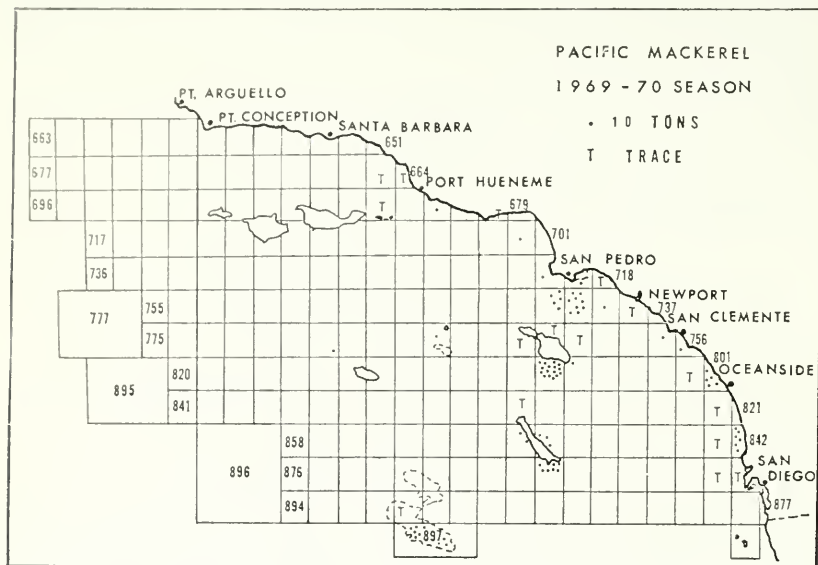 PACIFIC MACKEREL
1969-70 SEASON
. 10 TONS
T TRACE
PT. ARGUELLO
PT. CONCEPTION
SANTA BARBARA
651
663
677
T T 664
PORT HUENEME
696
T
T 679
717
701
735
SAN PEDRO
T 718
777
755
NEWPORT
T 737
775
T
SAN CLEMENTE
T T
756
895
820
T
801
OCEANSIDE
841
T
T
821
858
T
842
896
876
T T
SAN
DIEGO
894
T
877
897